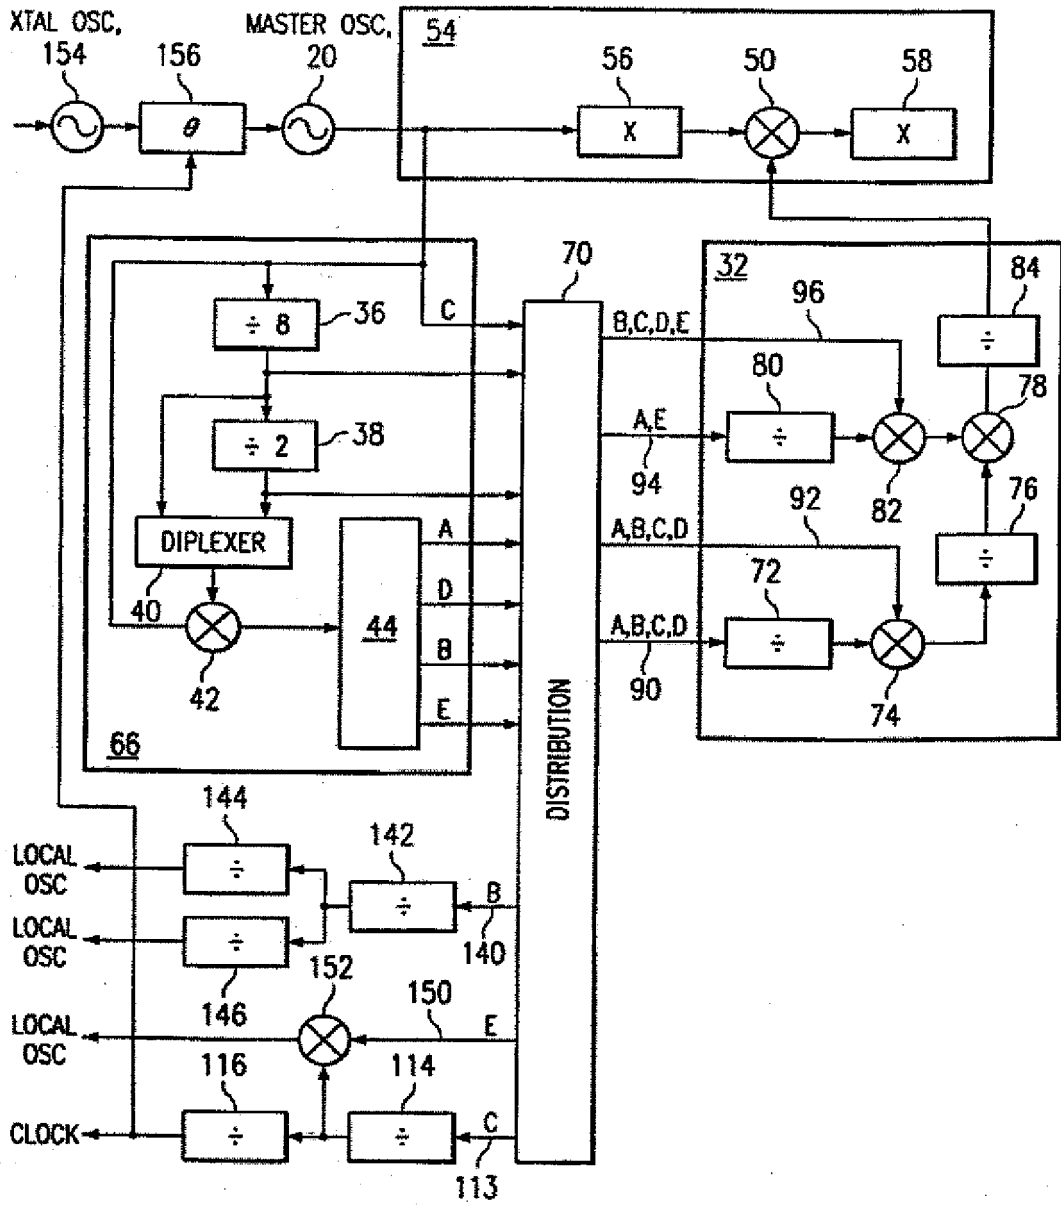 XTAL OSC,
154
156
θ
MASTER OSC,
20
54
56
X
50
58
X
66
÷ 8
36
÷ 2
38
DIPLEXER
40
42
44
C
A
D
B
E
70
DISTRIBUTION
32
B,C,D,E
96
A,E
94
80
÷
82
84
÷
78
76
÷
A,B,C,D
92
A,B,C,D
90
72
÷
74
144
÷
LOCAL
OSC
142
÷
B
140
LOCAL
OSC
÷
146
152
150
E
LOCAL
OSC
116
÷
114
÷
C
113
CLOCK